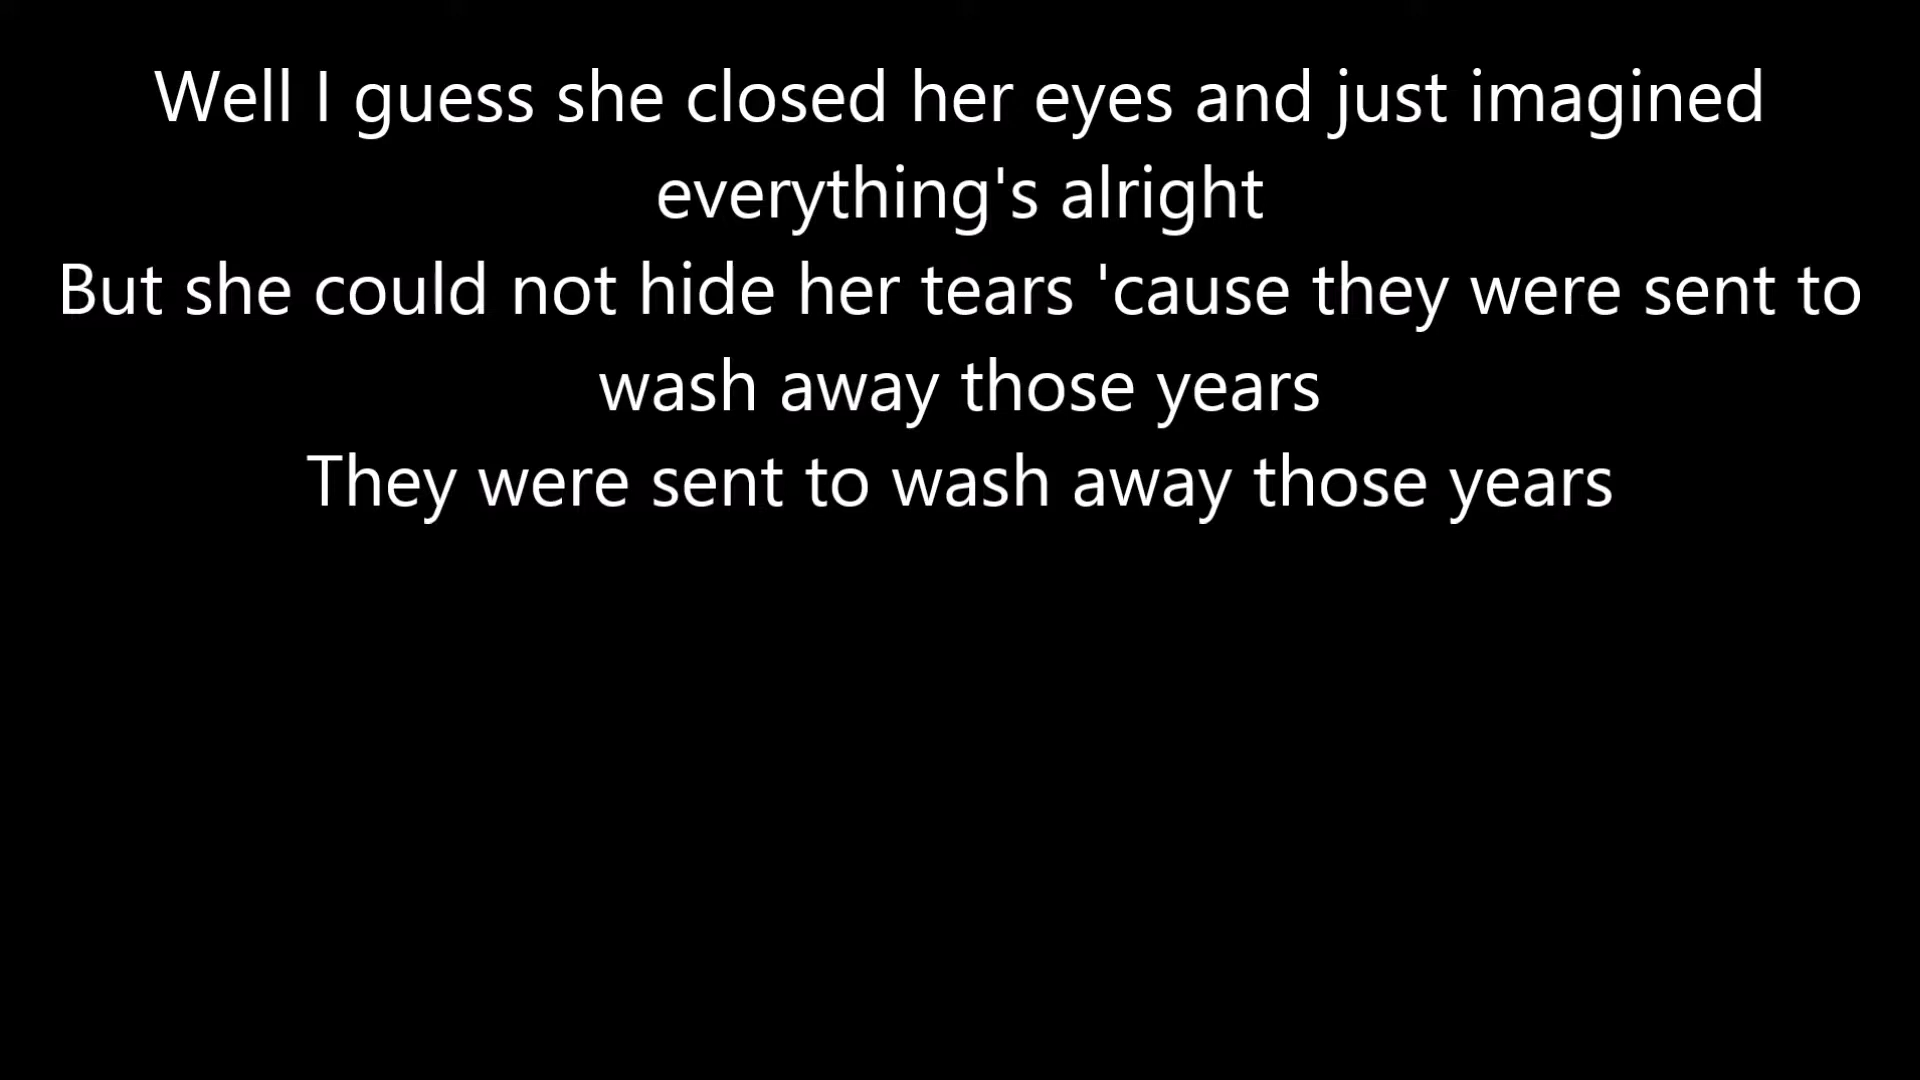 Well I guess she closed her eyes and just imagined
everything's alright
But she could not hide her tears 'cause they were sent to
wash away those years
They were sent to wash away those years